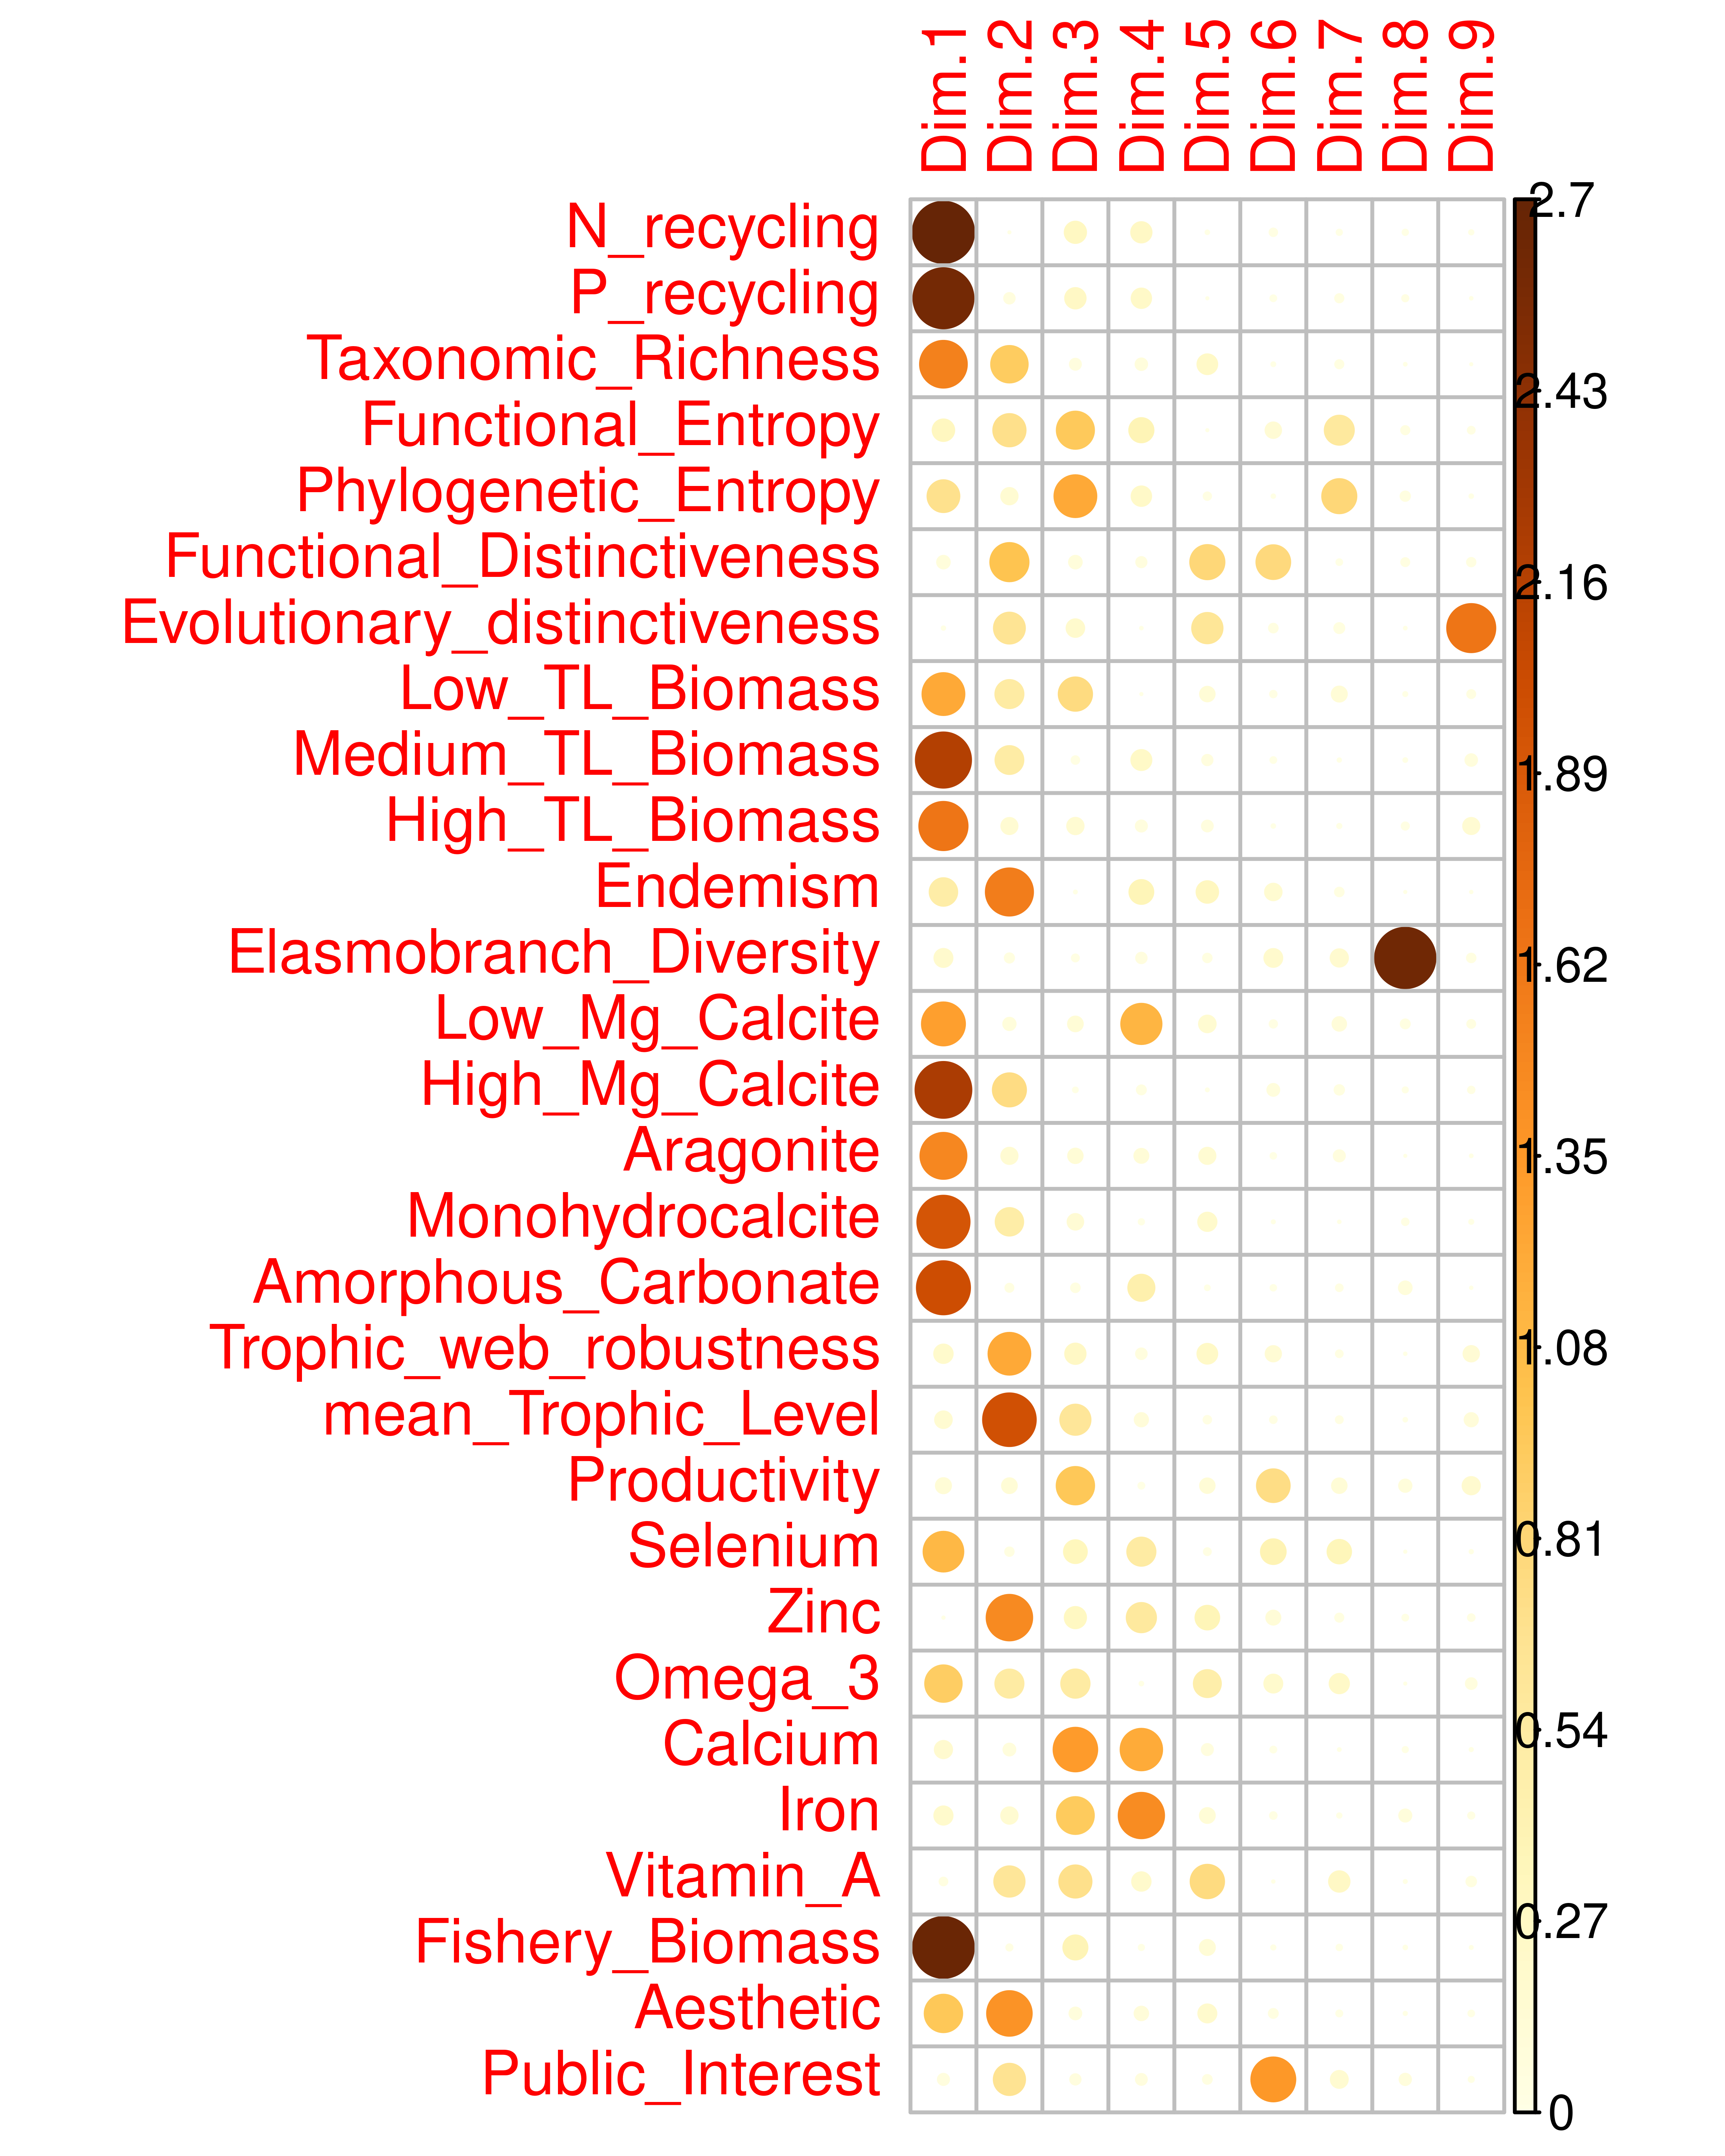 Dim.1 Dim.2 Dim.3 Dim.4 Dim.5 Dim.6 Dim.7 Dim.8 Dim.9
N_recycling
P_recycling
Taxonomic_Richness
Functional_Entropy
Phylogenetic_Entropy
Functional_Distinctiveness
Evolutionary_distinctiveness
Low_TL_Biomass
Medium_TL_Biomass
High_TL_Biomass
Endemism
Elasmobranch_Diversity
Low_Mg_Calcite
High_Mg_Calcite
Aragonite
Monohydrocalcite
Amorphous_Carbonate
Trophic_web_robustness
mean_Trophic_Level
Productivity
Selenium
Zinc
Omega_3
Calcium
Iron
Vitamin_A
Fishery_Biomass
Aesthetic
Public_Interest
2.7
2.43
2.16
1.89
1.62
1.35
1.08
0.81
0.54
0.27
0